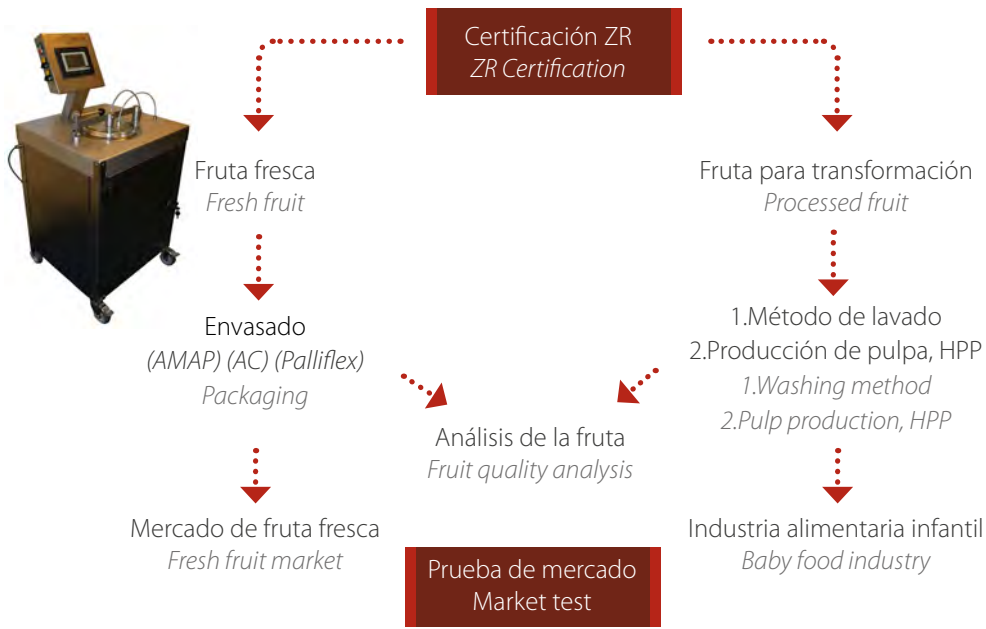 Certificación ZR
ZR Certification
Fruta fresca
Fresh fruit
Fruta para transformación
Processed fruit
Envasado
(AMAP) (AC) (Palliflex)
Packaging
1.Método de lavado
2.Producción de pulpa, HPP
1.Washing method
2.Pulp production, HPP
Análisis de la fruta
Fruit quality analysis
Mercado de fruta fresca
Fresh fruit market
Industria alimentaria infantil
Baby food industry
Prueba de mercado
Market test